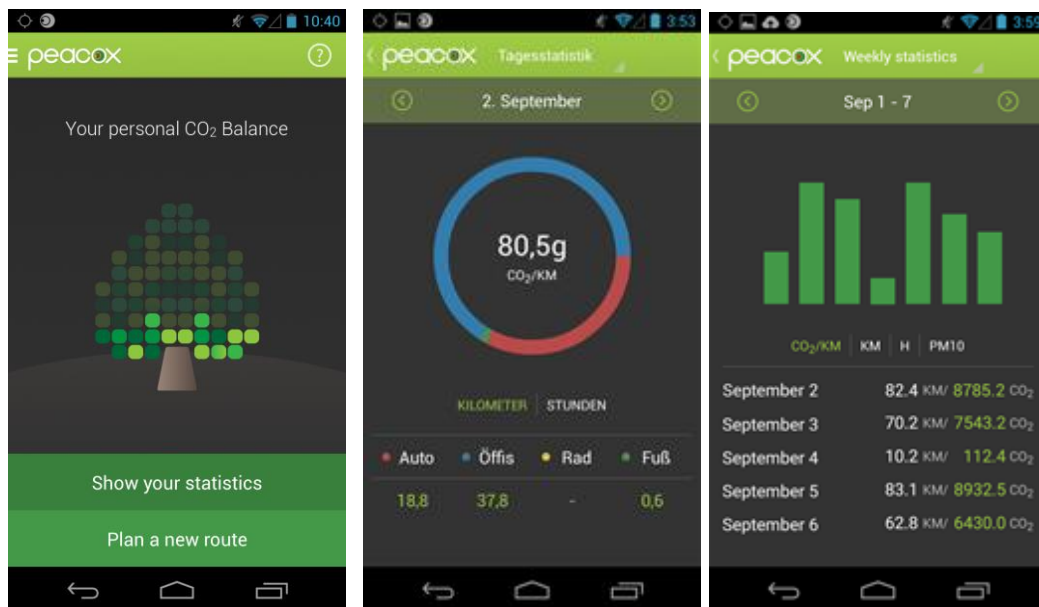 10:40
peacox
?
Your personal CO₂ Balance
Show your statistics
Plan a new route
3:53
peacox Tagesstatistik
2. September
80,5g
CO₂/KM
KILOMETER | STUNDEN
Auto Öffis Rad Fuß
18,8 37,8 - 0,6
3:59
peacox Weekly statistics
Sep 1 - 7
CO₂/KM | KM | H | PM10
September 2 82.4 KM/ 8785.2 CO₂
September 3 70.2 KM/ 7543.2 CO₂
September 4 10.2 KM/ 112.4 CO₂
September 5 83.1 KM/ 8932.5 CO₂
September 6 62.8 KM/ 6430.0 CO₂